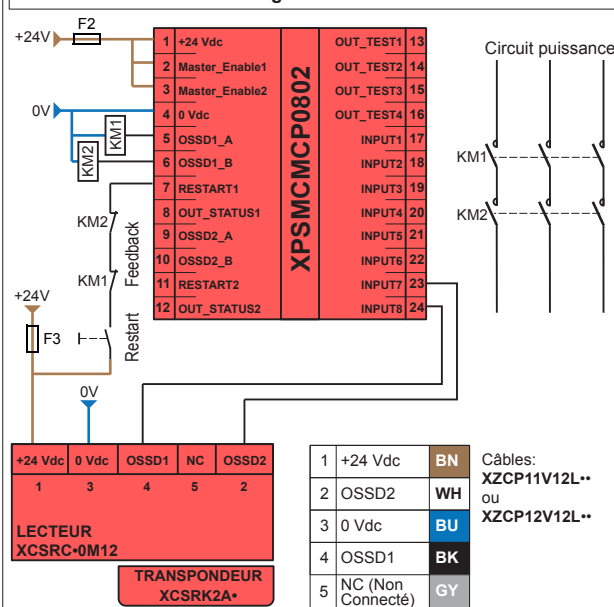 F2
+24V
1 +24 Vdc
2 Master_Enable1
3 Master_Enable2
0V
4 0 Vdc
KM1
5 OSSD1_A
KM2
6 OSSD1_B
7 RESTART1
8 OUT_STATUS1
9 OSSD2_A
10 OSSD2_B
11 RESTART2
12 OUT_STATUS2
XPSMCMCP0802
OUT_TEST1 13
OUT_TEST2 14
OUT_TEST3 15
OUT_TEST4 16
INPUT1 17
INPUT2 18
INPUT3 19
INPUT4 20
INPUT5 21
INPUT6 22
INPUT7 23
INPUT8 24
Circuit puissance
KM1
KM2
KM2
KM1
Feedback
+24V
F3
Restart
0V
+24 Vdc 0 Vdc OSSD1 NC OSSD2
1 3 4 5 2
LECTEUR
XCSRC•0M12
TRANSPONDEUR
XCSRK2A•
1 +24 Vdc BN
2 OSSD2 WH
3 0 Vdc BU
4 OSSD1 BK
5 NC (Non
Connecté) GY
Câbles:
XZCP11V12L••
ou
XZCP12V12L••